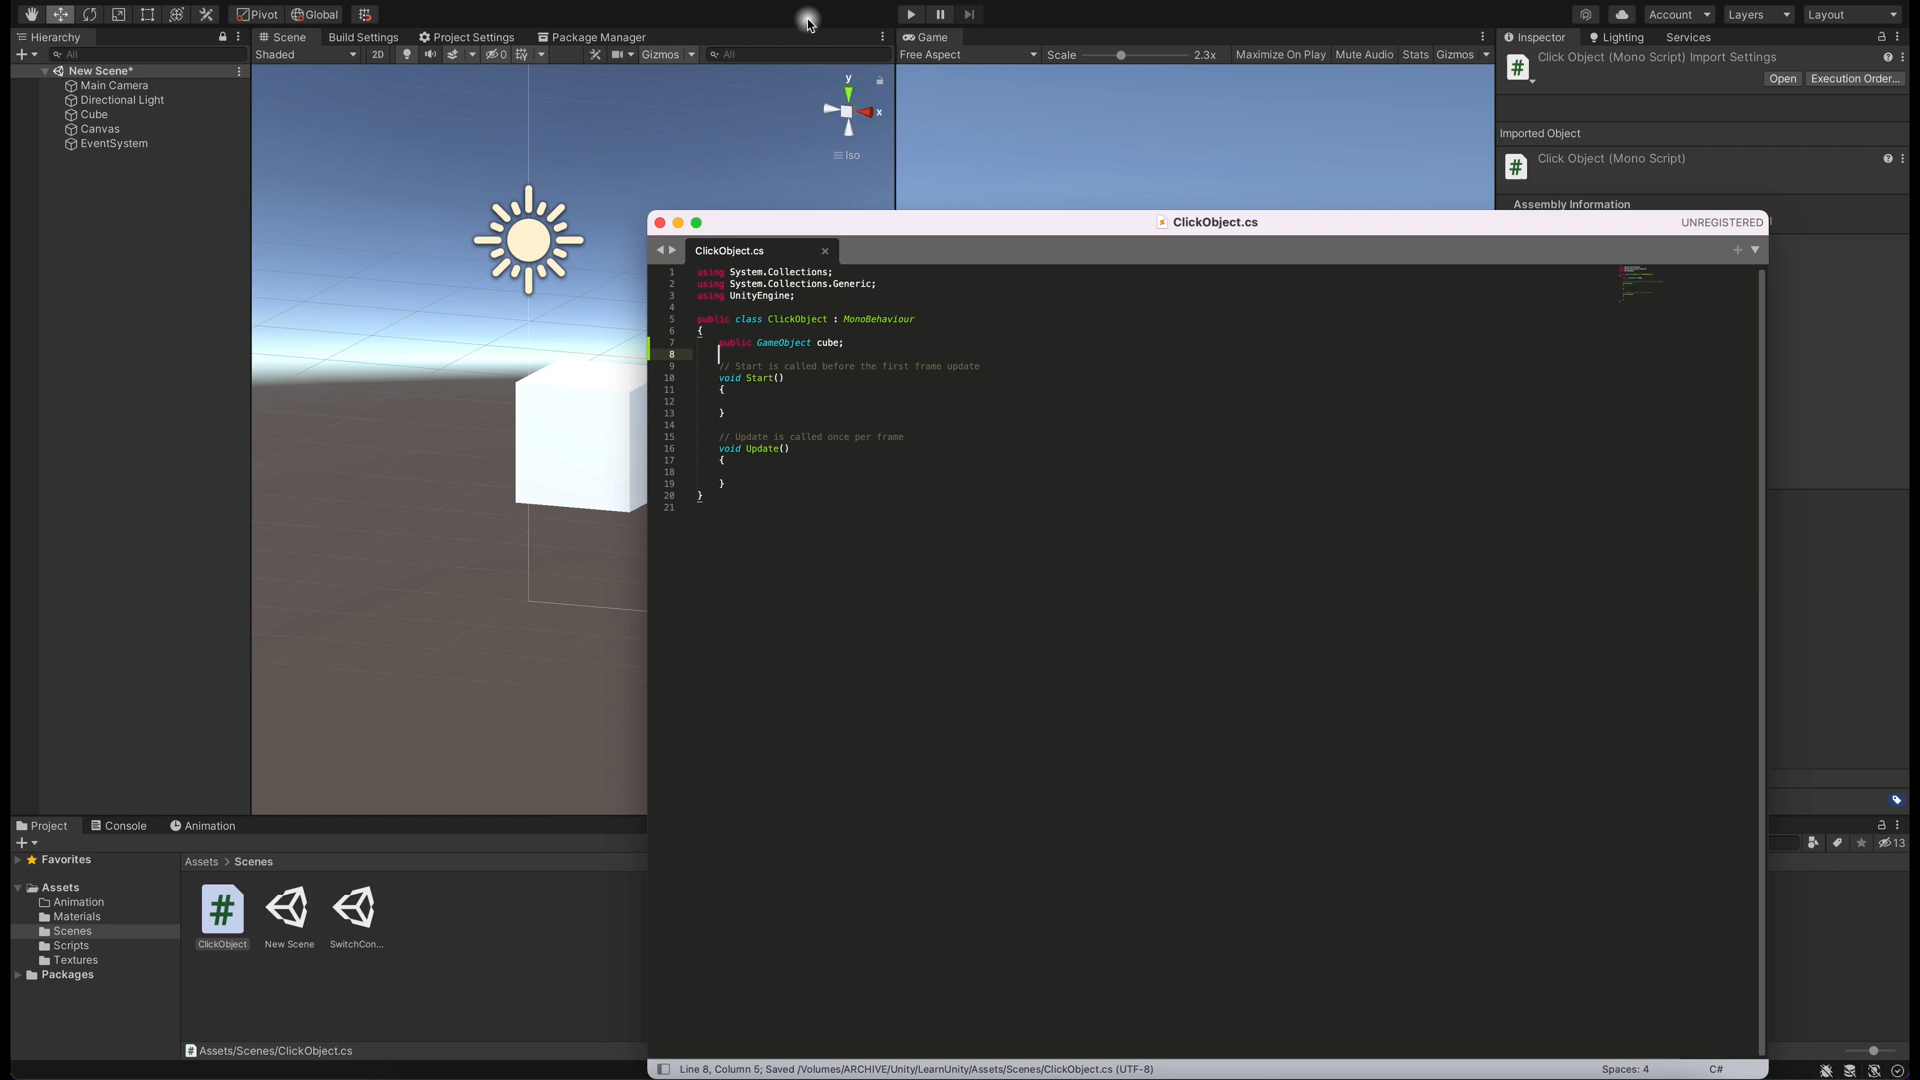 Pivot Global Account Layers Layout
Hierarchy Scene Build Settings Project Settings Package Manager Game Inspector Lighting Services
All Shaded 2D 0 Gizmos All Free Aspect Scale 2.3x Maximize On Play Mute Audio Stats Gizmos
Click Object (Mono Script) Import Settings
Open Execution Order...
New Scene*
Main Camera
Directional Light
Cube
Canvas
EventSystem
y
x
Iso
Imported Object
Click Object (Mono Script)
Assembly Information
ClickObject.cs UNREGISTERED
ClickObject.cs
1 using System.Collections;
2 using System.Collections.Generic;
3 using UnityEngine;
4
5 public class ClickObject : MonoBehaviour
6 {
7 public GameObject cube;
8
9 // Start is called before the first frame update
10 void Start()
11 {
12
13 }
14
15 // Update is called once per frame
16 void Update()
17 {
18
19 }
20 }
21
Project Console Animation
13
Favorites
Assets
Animation
Materials
Scenes
Scripts
Textures
Packages
Assets > Scenes
ClickObject New Scene SwitchCon...
Assets/Scenes/ClickObject.cs
Line 8, Column 5; Saved /Volumes/ARCHIVE/Unity/LearnUnity/Assets/Scenes/ClickObject.cs (UTF-8) Spaces: 4 C#